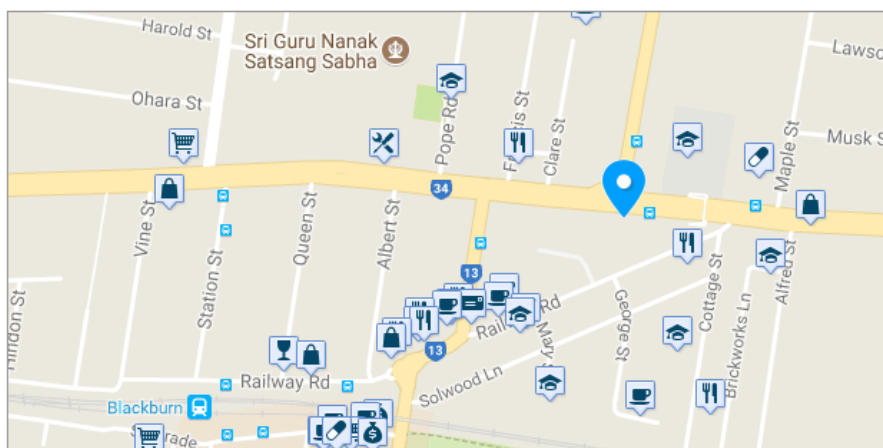 Harold St
Sri Guru Nanak
Satsang Sabha
Lawso
Ohara St
Pope Rd
Clare St
Maple St
Musk S
34
Vine St
Station St
Queen St
Albert St
13
Railway Rd
13
George St
Cottage St
Brickworks Ln
Alfred St
Mary S
Solwood Ln
Blackburn